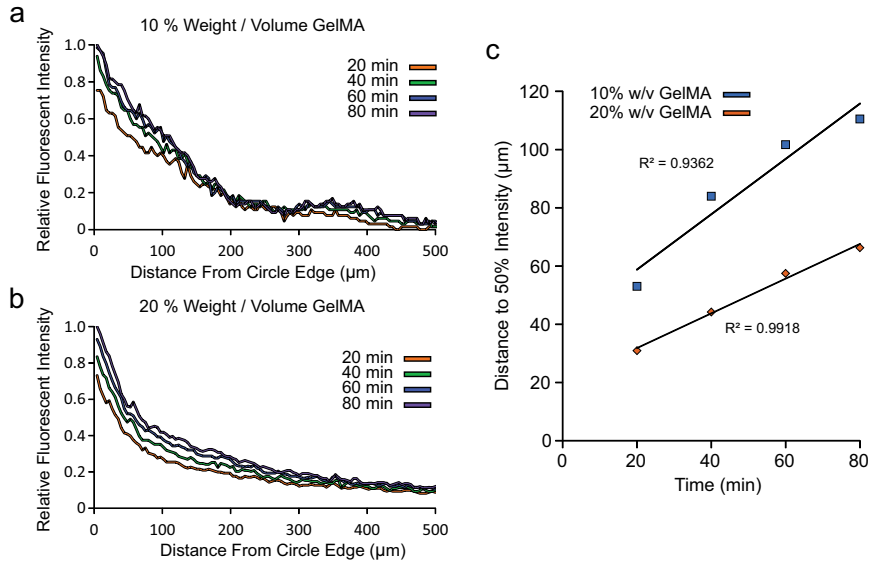 a
10 % Weight / Volume GelMA
Relative Fluorescent Intensity
1.0
0.8
0.6
0.4
0.2
0
20 min
40 min
60 min
80 min
0 100 200 300 400 500
Distance From Circle Edge (µm)
b
20 % Weight / Volume GelMA
Relative Fluorescent Intensity
1.0
0.8
0.6
0.4
0.2
0
20 min
40 min
60 min
80 min
0 100 200 300 400 500
Distance From Circle Edge (µm)
c
Distance to 50% Intensity (µm)
120
100
80
60
40
20
0
10% w/v GelMA
20% w/v GelMA
R² = 0.9362
R² = 0.9918
0 20 40 60 80
Time (min)